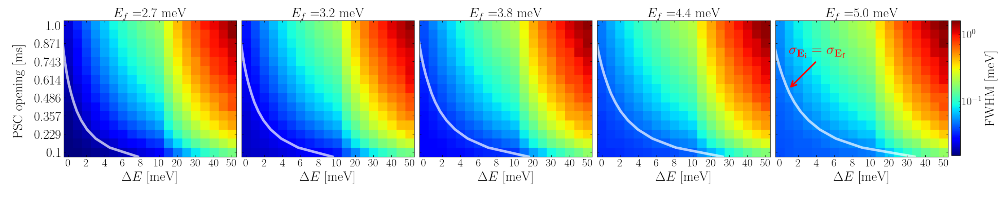 E_f =2.7 meV E_f =3.2 meV E_f =3.8 meV E_f =4.4 meV E_f =5.0 meV
PSC opening [ms]
1.0
0.871
0.743
0.614
0.486
0.357
0.229
0.1
σ_{E_i} = σ_{E_f}
10^0
10^{-1}
FWHM [meV]
0 2 4 6 8 10 20 30 40 50 0 2 4 6 8 10 20 30 40 50 0 2 4 6 8 10 20 30 40 50 0 2 4 6 8 10 20 30 40 50 0 2 4 6 8 10 20 30 40 50
ΔE [meV] ΔE [meV] ΔE [meV] ΔE [meV] ΔE [meV]